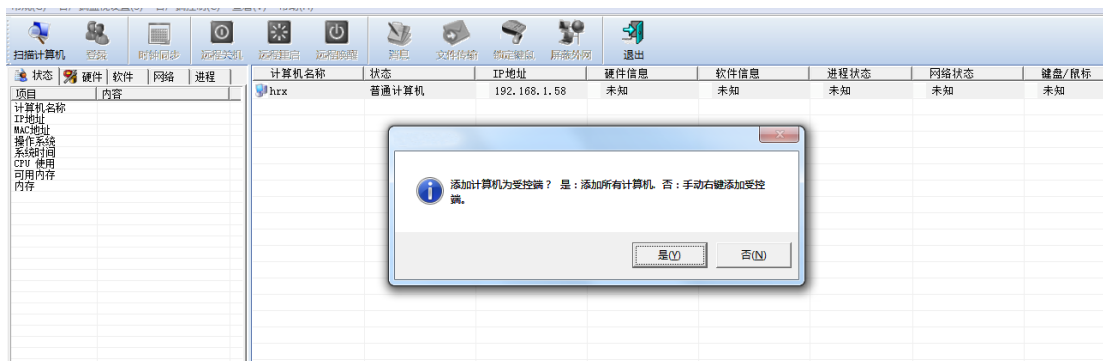 扫描计算机 登录 时钟同步 远程关机 远程重启 远程唤醒 消息 文件传输 锁定键鼠 屏蔽外网 退出
状态 硬件 软件 网络 进程
计算机名称 状态 IP地址 硬件信息 软件信息 进程状态 网络状态 键盘/鼠标
项目 内容
hrx 普通计算机 192.168.1.58 未知 未知 未知 未知 未知
计算机名称
IP地址
MAC地址
操作系统
系统时间
CPU 使用
可用内存
内存
添加计算机为受控端？ 是：添加所有计算机. 否：手动右键添加受控
端。
是(Y) 否(N)